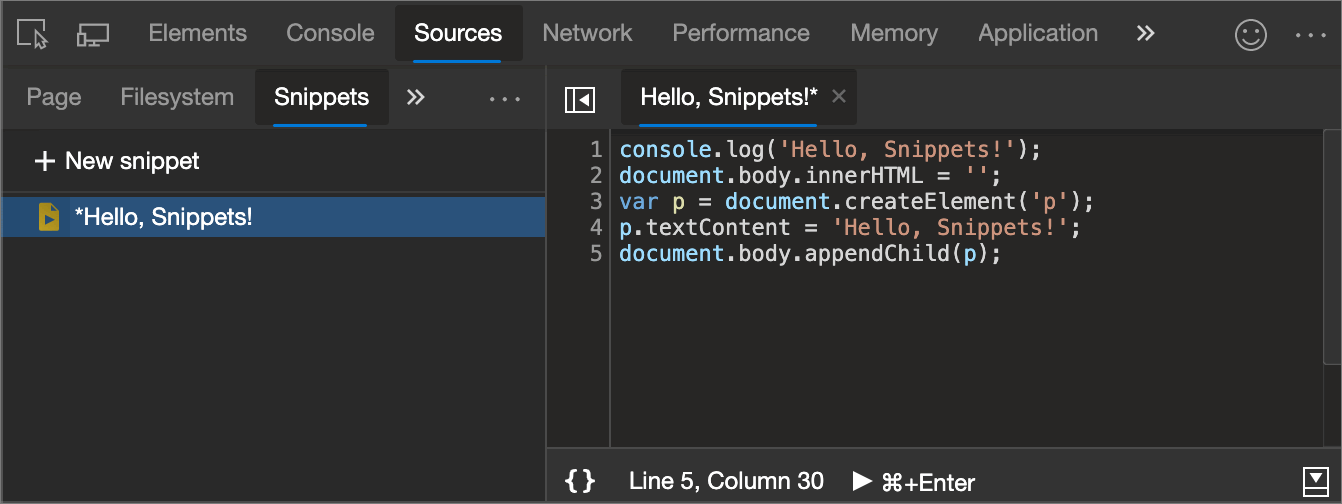 Elements Console Sources Network Performance Memory Application
Page Filesystem Snippets
Hello, Snippets!*
New snippet
*Hello, Snippets!
1 console.log('Hello, Snippets!');
2 document.body.innerHTML = '';
3 var p = document.createElement('p');
4 p.textContent = 'Hello, Snippets!';
5 document.body.appendChild(p);
{} Line 5, Column 30 ⌘+Enter